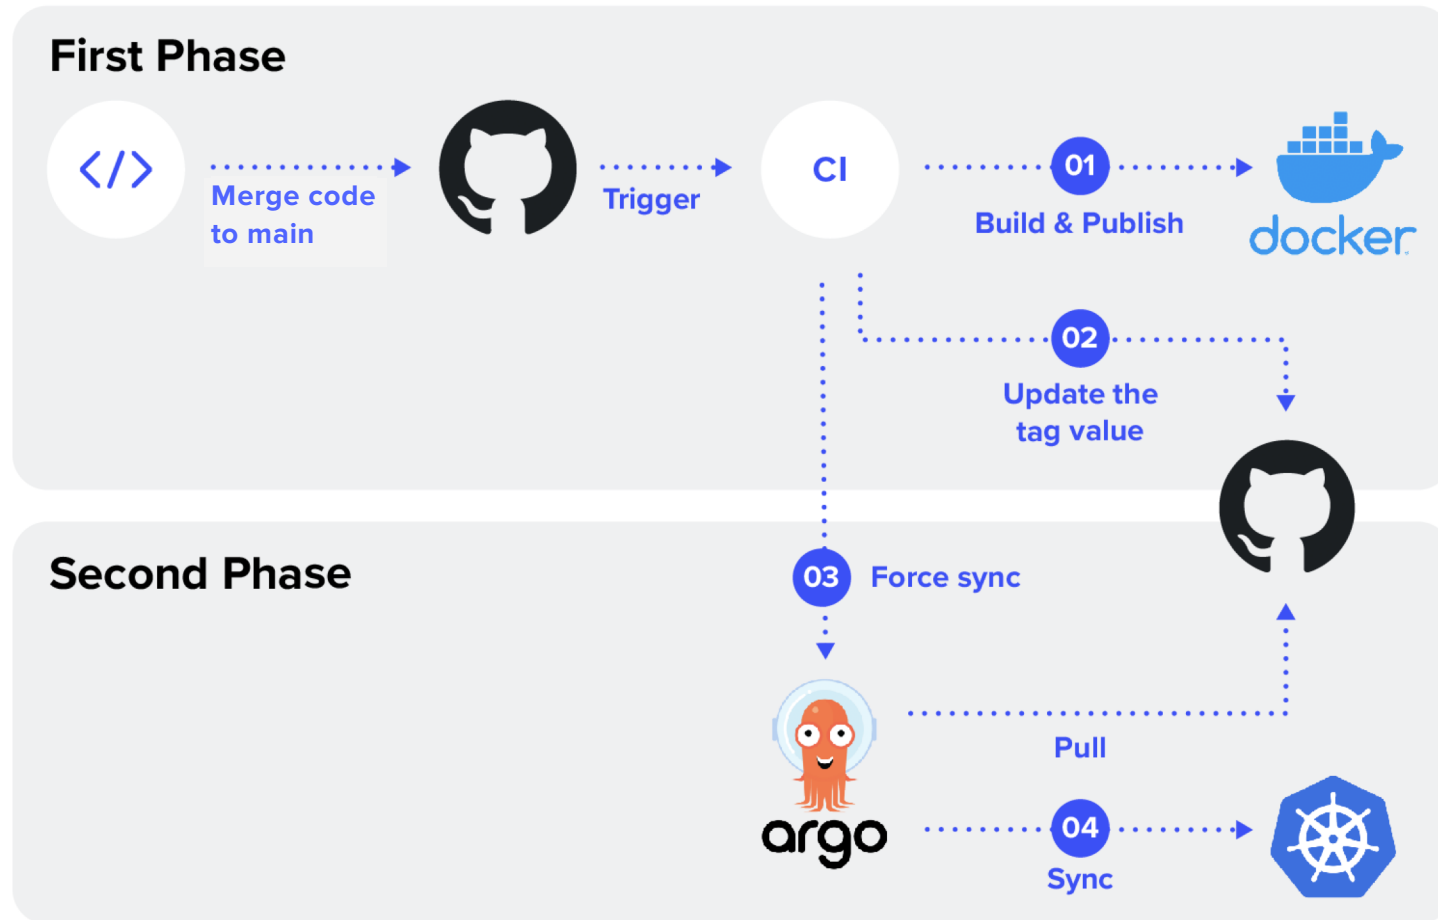 First Phase
</>
Merge code
to main
Trigger
CI
01
Build & Publish
docker
02
Update the
tag value
Second Phase
03
Force sync
argo
Pull
04
Sync